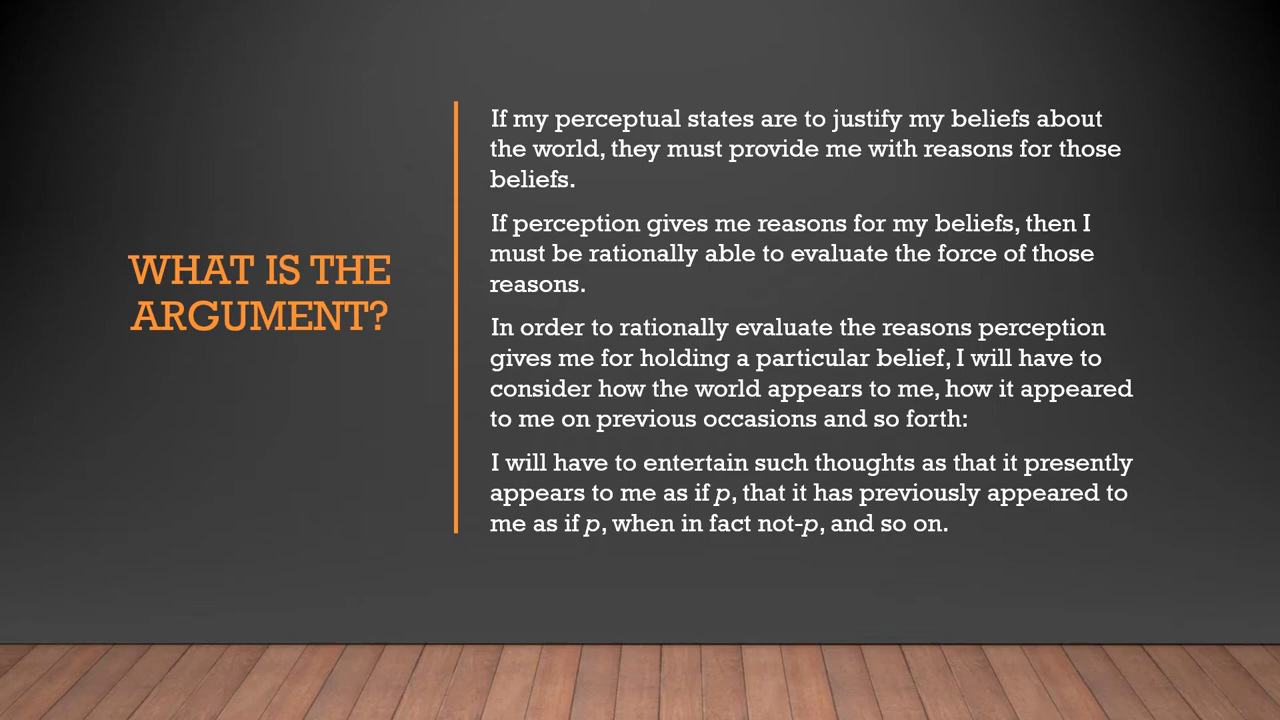 WHAT IS THE
ARGUMENT?
If my perceptual states are to justify my beliefs about
the world, they must provide me with reasons for those
beliefs.
If perception gives me reasons for my beliefs, then I
must be rationally able to evaluate the force of those
reasons.
In order to rationally evaluate the reasons perception
gives me for holding a particular belief, I will have to
consider how the world appears to me, how it appeared
to me on previous occasions and so forth:
I will have to entertain such thoughts as that it presently
appears to me as if p, that it has previously appeared to
me as if p, when in fact not-p, and so on.